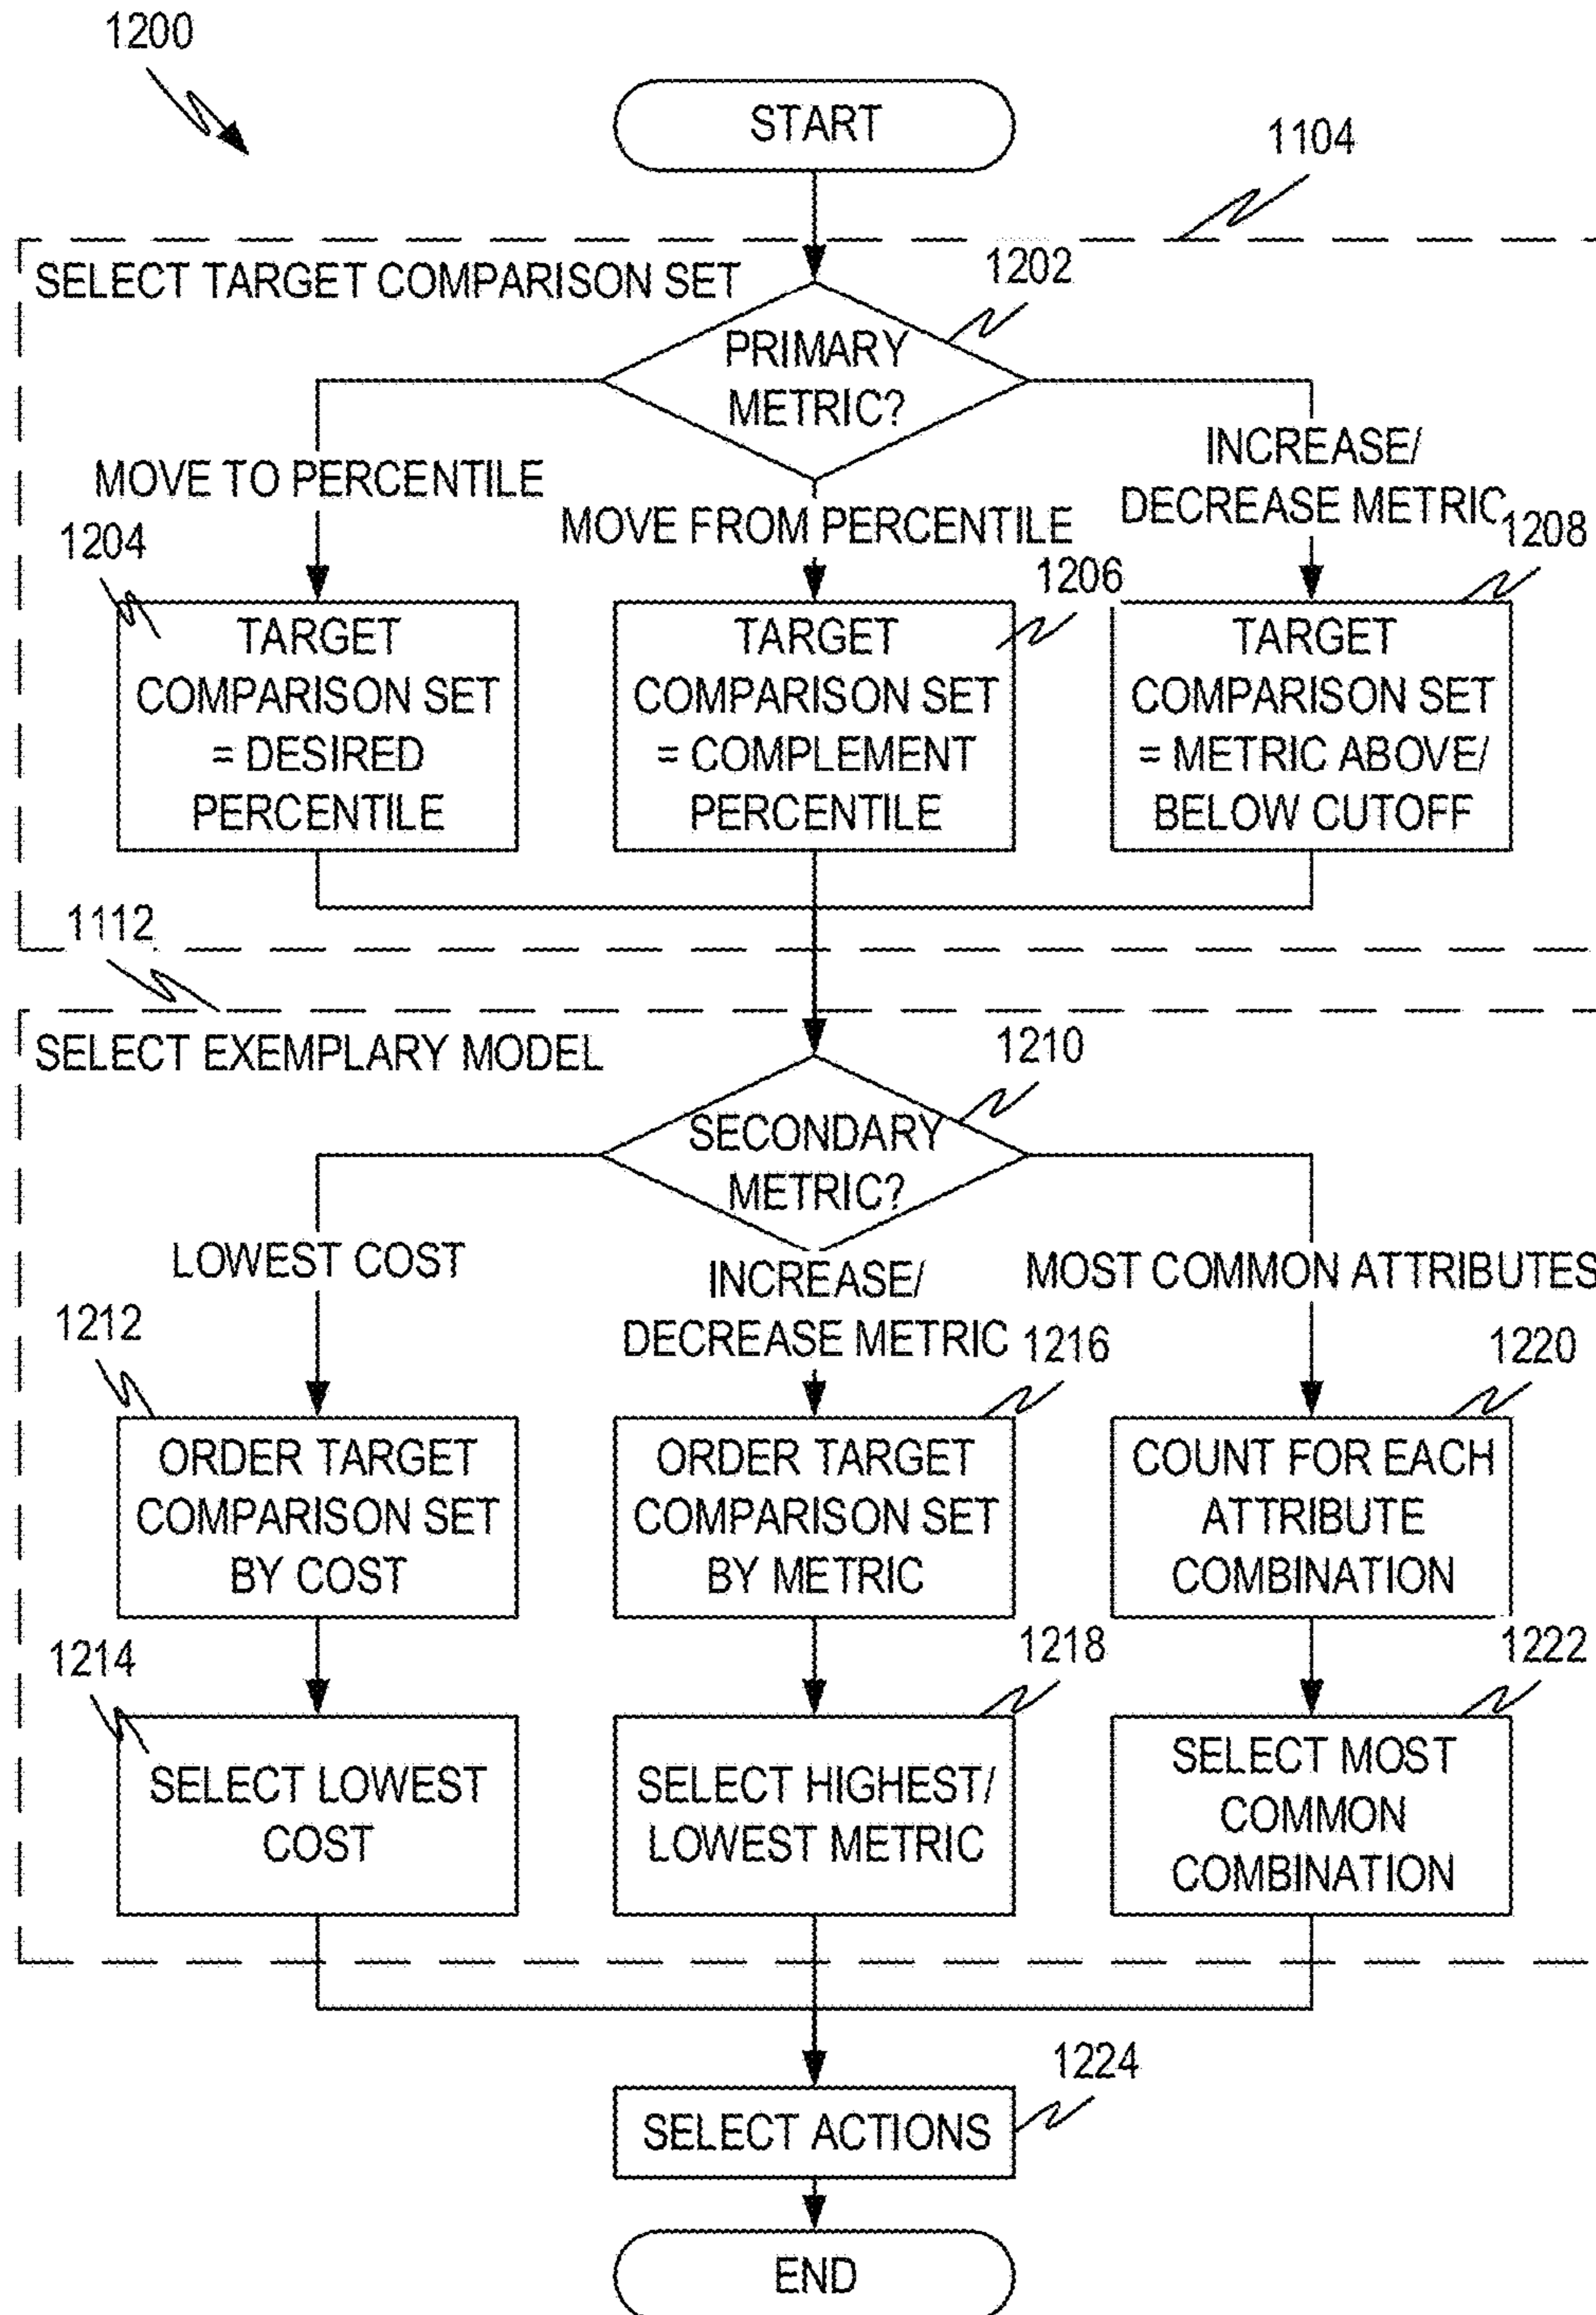 1200
START
1104
SELECT TARGET COMPARISON SET
1202
PRIMARY
METRIC?
MOVE TO PERCENTILE
MOVE FROM PERCENTILE
INCREASE/
DECREASE METRIC
1204
1206
1208
TARGET
COMPARISON SET
= DESIRED
PERCENTILE
TARGET
COMPARISON SET
= COMPLEMENT
PERCENTILE
TARGET
COMPARISON SET
= METRIC ABOVE/
BELOW CUTOFF
1112
SELECT EXEMPLARY MODEL
1210
SECONDARY
METRIC?
LOWEST COST
INCREASE/
DECREASE METRIC
MOST COMMON ATTRIBUTES
1212
1216
1220
ORDER TARGET
COMPARISON SET
BY COST
ORDER TARGET
COMPARISON SET
BY METRIC
COUNT FOR EACH
ATTRIBUTE
COMBINATION
1214
1218
1222
SELECT LOWEST
COST
SELECT HIGHEST/
LOWEST METRIC
SELECT MOST
COMMON
COMBINATION
1224
SELECT ACTIONS
END